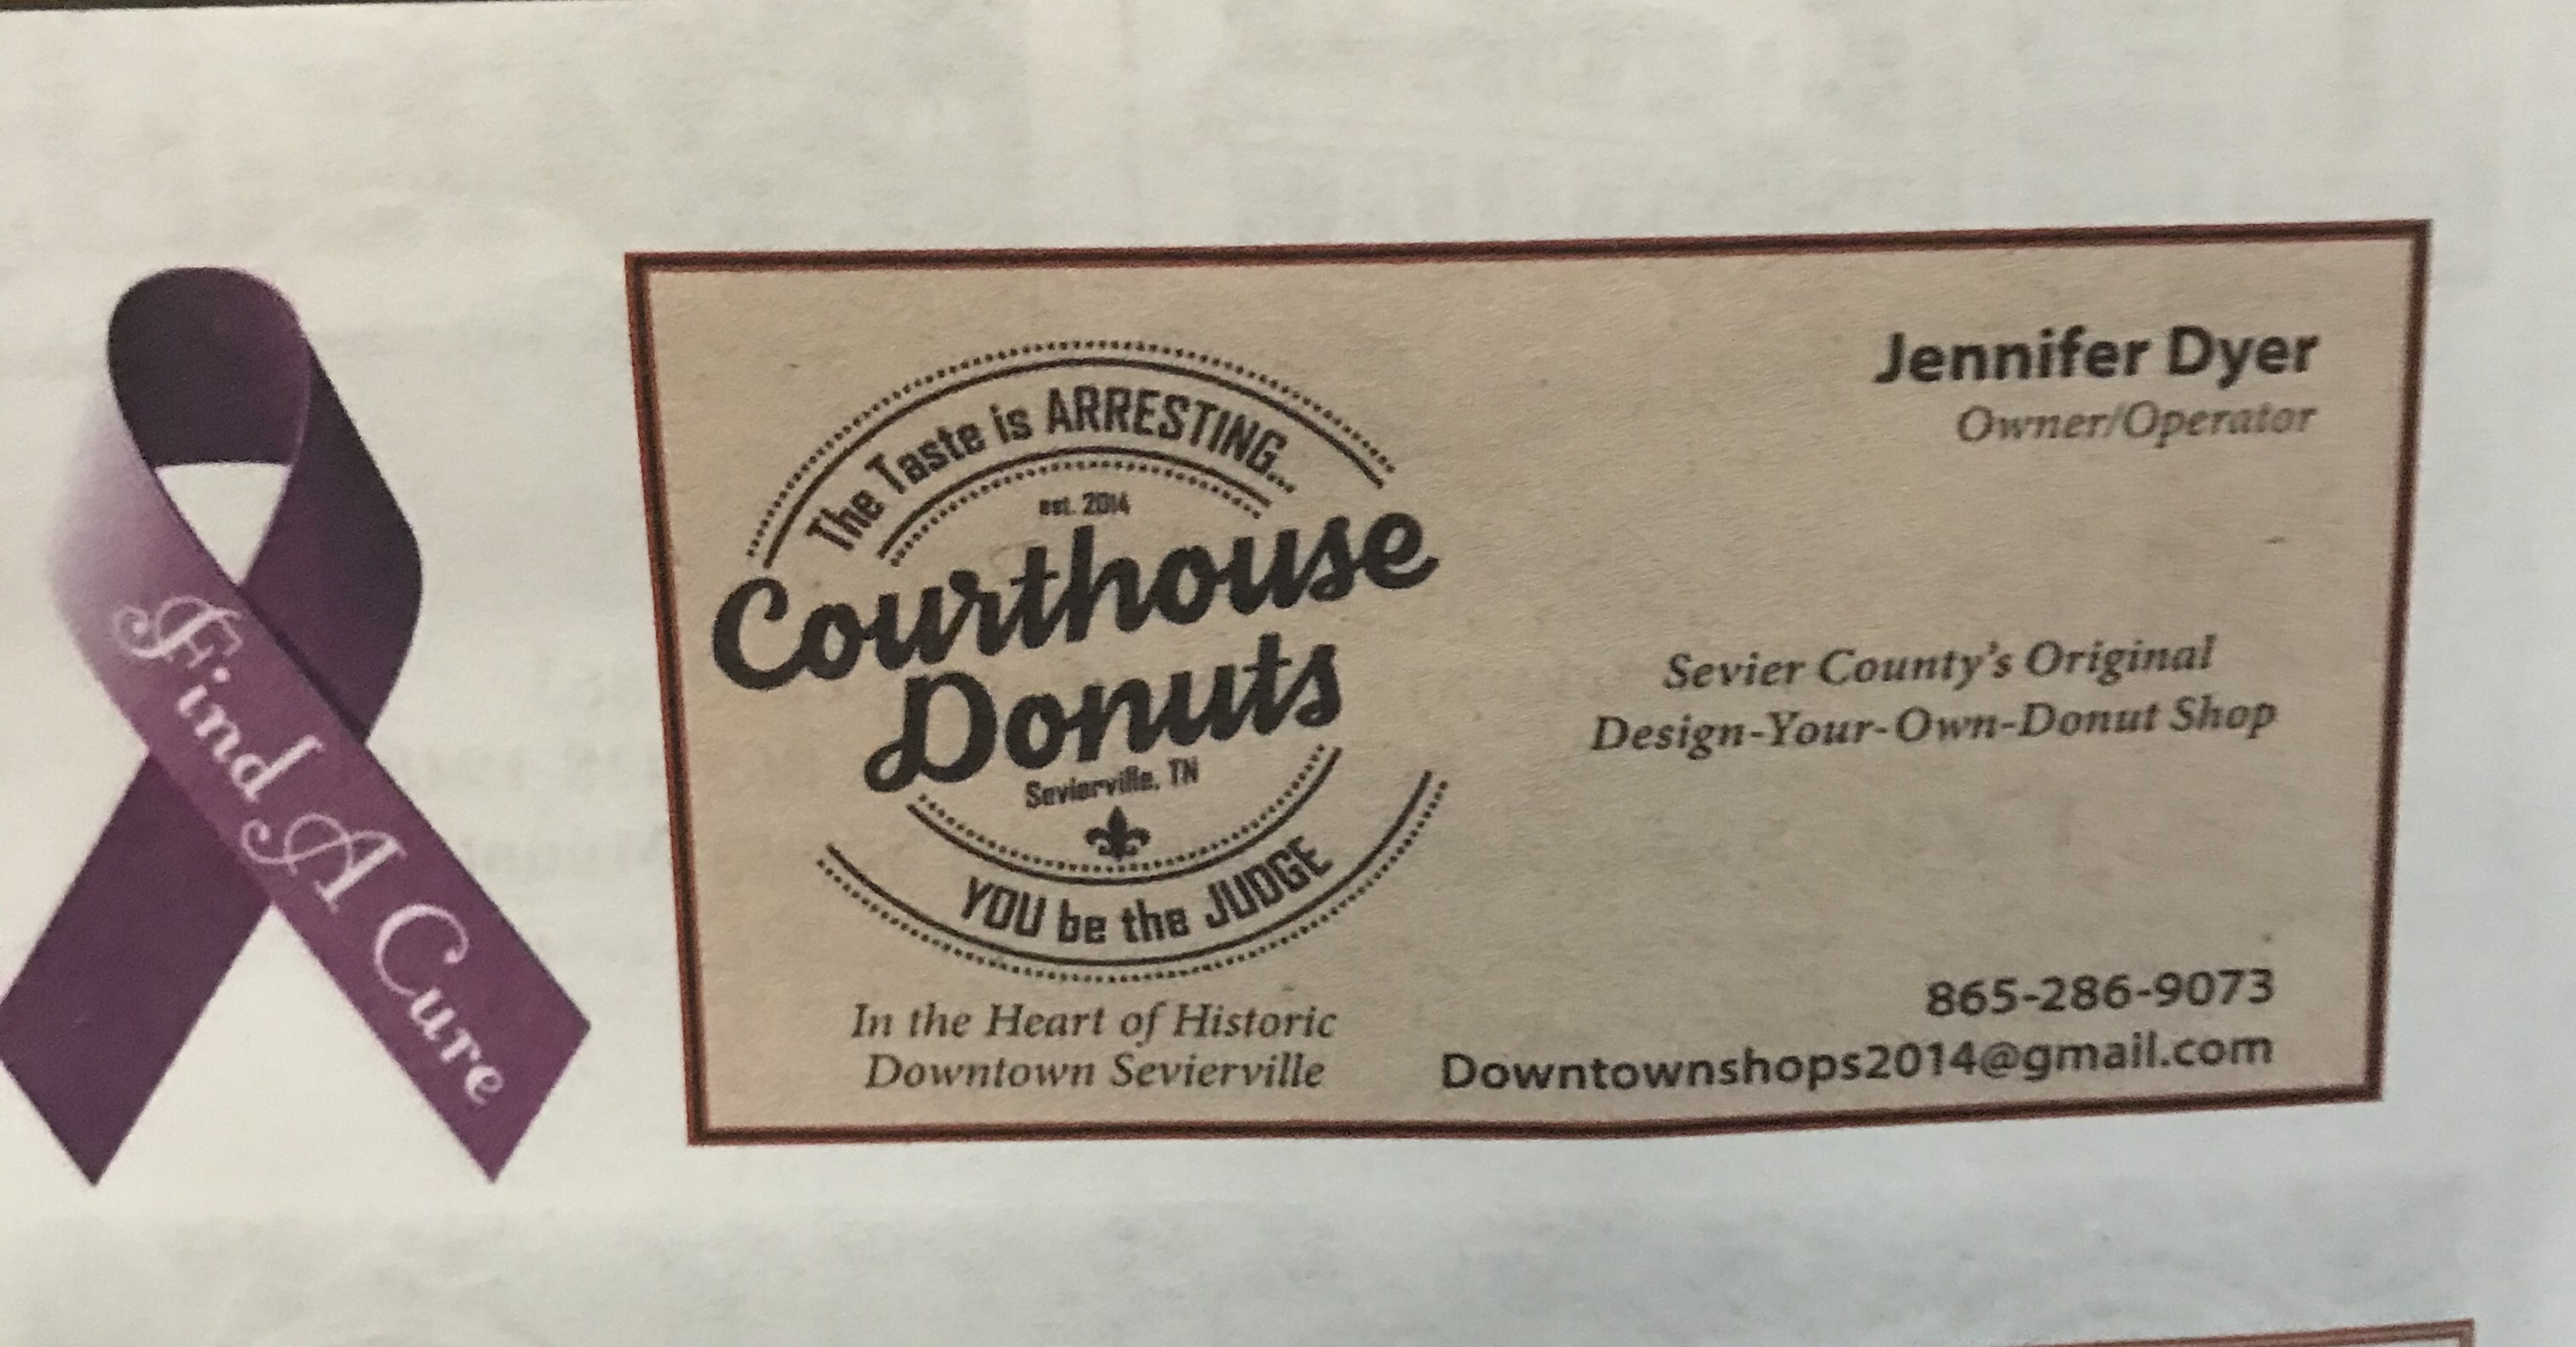 Find A Cure
The Taste is ARRESTING...
est. 2014
Courthouse
Donuts
Sevierville, TN
YOU be the JUDGE
In the Heart of Historic
Downtown Sevierville
Jennifer Dyer
Owner/Operator
Sevier County's Original
Design-Your-Own-Donut Shop
865-286-9073
Downtownshops2014@gmail.com